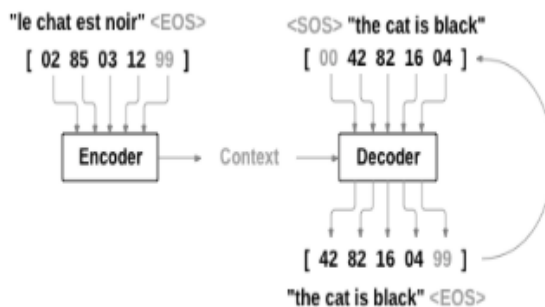 "le chat est noir" <EOS>
[ 02 85 03 12 99 ]
Encoder
Context
<SOS> "the cat is black"
[ 00 42 82 16 04 ]
Decoder
[ 42 82 16 04 99 ]
"the cat is black" <EOS>